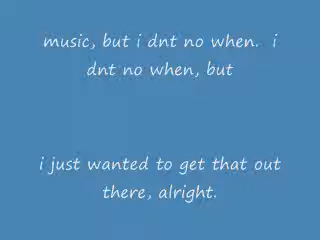 music, but i dnt no when.  i
dnt no when, but
i just wanted to get that out
there, alright.